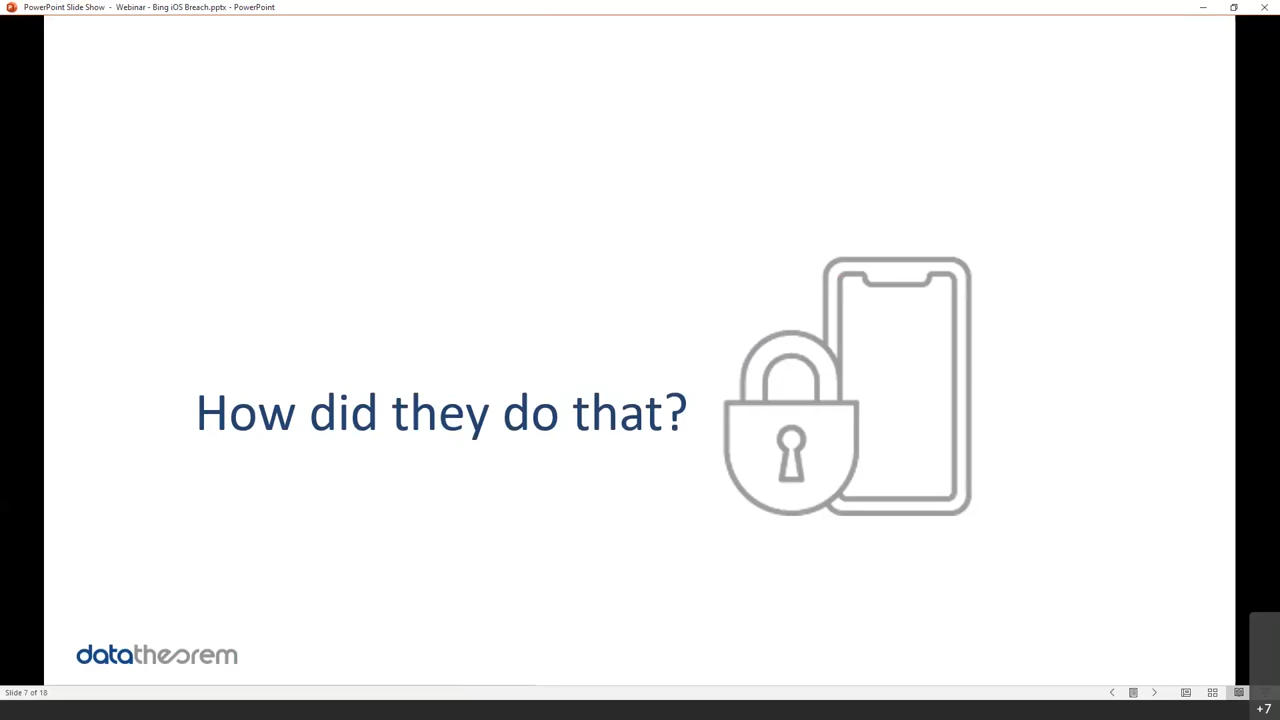 PowerPoint Slide Show - Webinar - Bing iOS Breach.pptx - PowerPoint
How did they do that?
datatheorem
Slide 7 of 18
+7